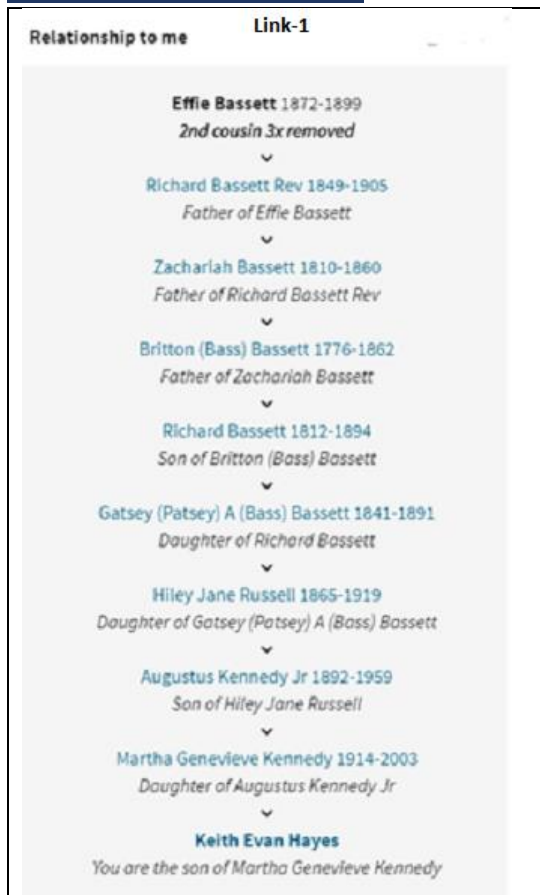 Link-1
Relationship to me
Effie Bassett 1872-1899
2nd cousin 3x removed
Richard Bassett Rev 1849-1905
Father of Effie Bassett
Zachariah Bassett 1810-1860
Father of Richard Bassett Rev
Britton (Bass) Bassett 1776-1862
Father of Zachariah Bassett
Richard Bassett 1812-1894
Son of Britton (Bass) Bassett
Gatsey (Patsey) A (Bass) Bassett 1841-1891
Daughter of Richard Bassett
Hiley Jane Russell 1865-1919
Daughter of Gatsey (Patsey) A (Bass) Bassett
Augustus Kennedy Jr 1892-1959
Son of Hiley Jane Russell
Martha Genevieve Kennedy 1914-2003
Daughter of Augustus Kennedy Jr
Keith Evan Hayes
You are the son of Martha Genevieve Kennedy